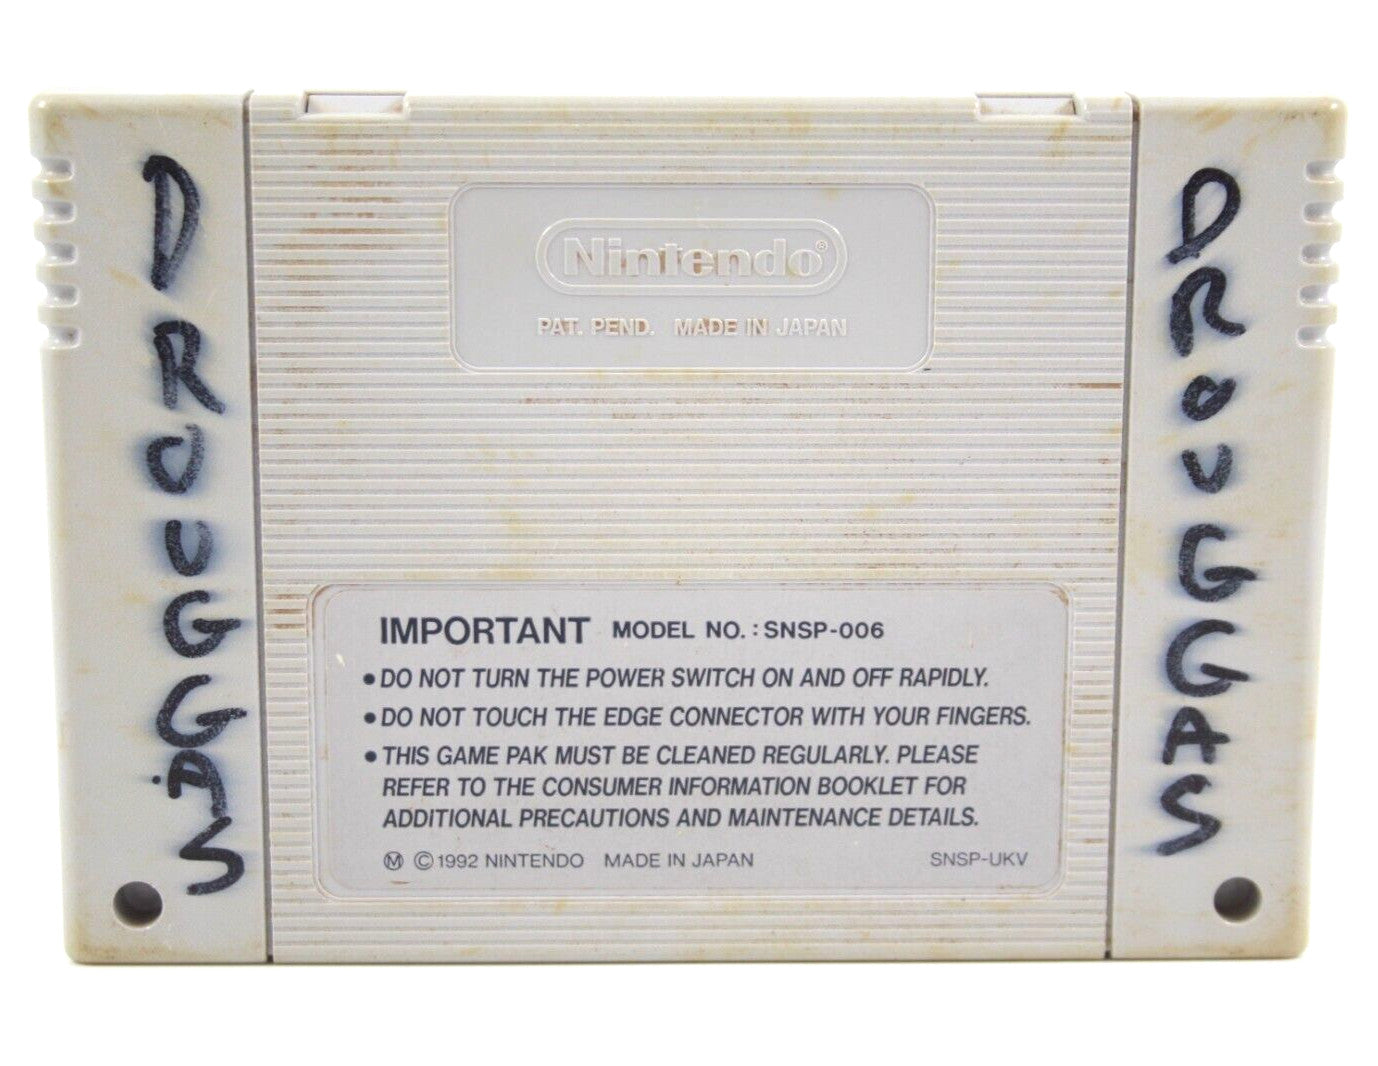 DROUGGAS
Nintendo®
PAT. PEND. MADE IN JAPAN
IMPORTANT MODEL NO. : SNSP-006
• DO NOT TURN THE POWER SWITCH ON AND OFF RAPIDLY.
• DO NOT TOUCH THE EDGE CONNECTOR WITH YOUR FINGERS.
• THIS GAME PAK MUST BE CLEANED REGULARLY. PLEASE
REFER TO THE CONSUMER INFORMATION BOOKLET FOR
ADDITIONAL PRECAUTIONS AND MAINTENANCE DETAILS.
Ⓜ ©1992 NINTENDO MADE IN JAPAN SNSP-UKV
DROUGGAS